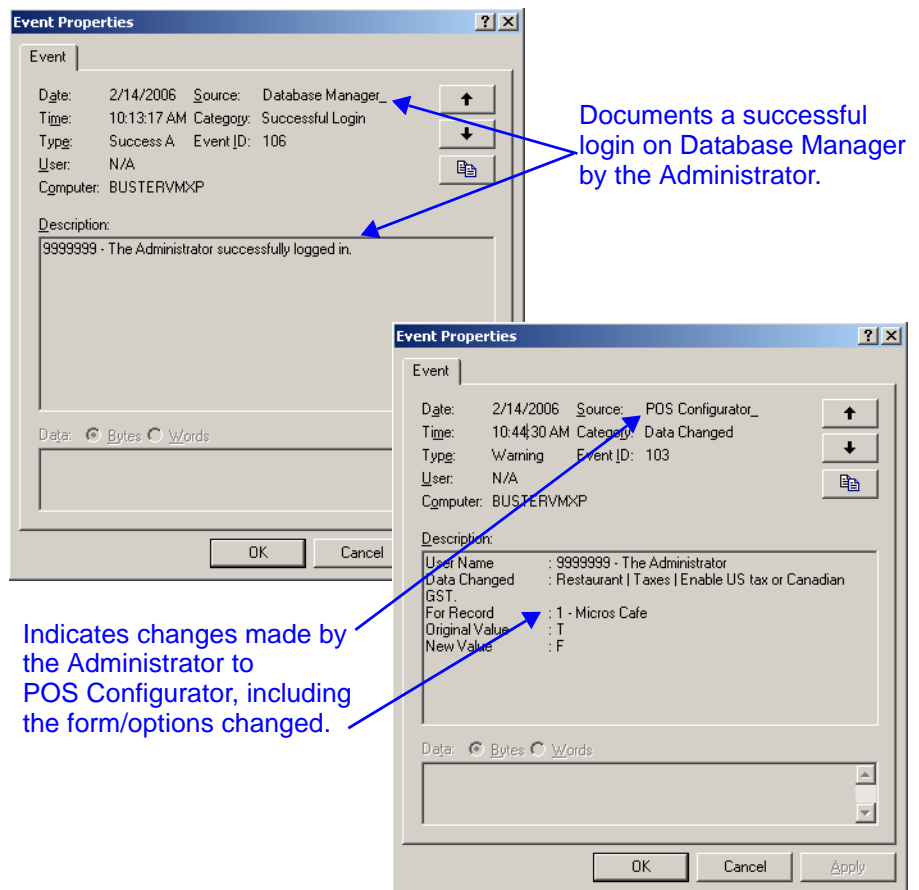 Event Properties
Event
Date: 2/14/2006 Source: Database Manager_
Time: 10:13:17 AM Category: Successful Login
Type: Success A Event ID: 106
User: N/A
Computer: BUSTERVMXP
Description:
9999999 - The Administrator successfully logged in.
Data: Bytes Words
OK Cancel
Documents a successful
login on Database Manager
by the Administrator.
Event Properties
Event
Date: 2/14/2006 Source: POS Configurator_
Time: 10:44:30 AM Category: Data Changed
Type: Warning Event ID: 103
User: N/A
Computer: BUSTERVMXP
Description:
User Name : 9999999 - The Administrator
Data Changed : Restaurant | Taxes | Enable US tax or Canadian
GST.
For Record : 1 - Micros Cafe
Original Value : T
New Value : F
Data: Bytes Words
OK Cancel Apply
Indicates changes made by
the Administrator to
POS Configurator, including
the form/options changed.